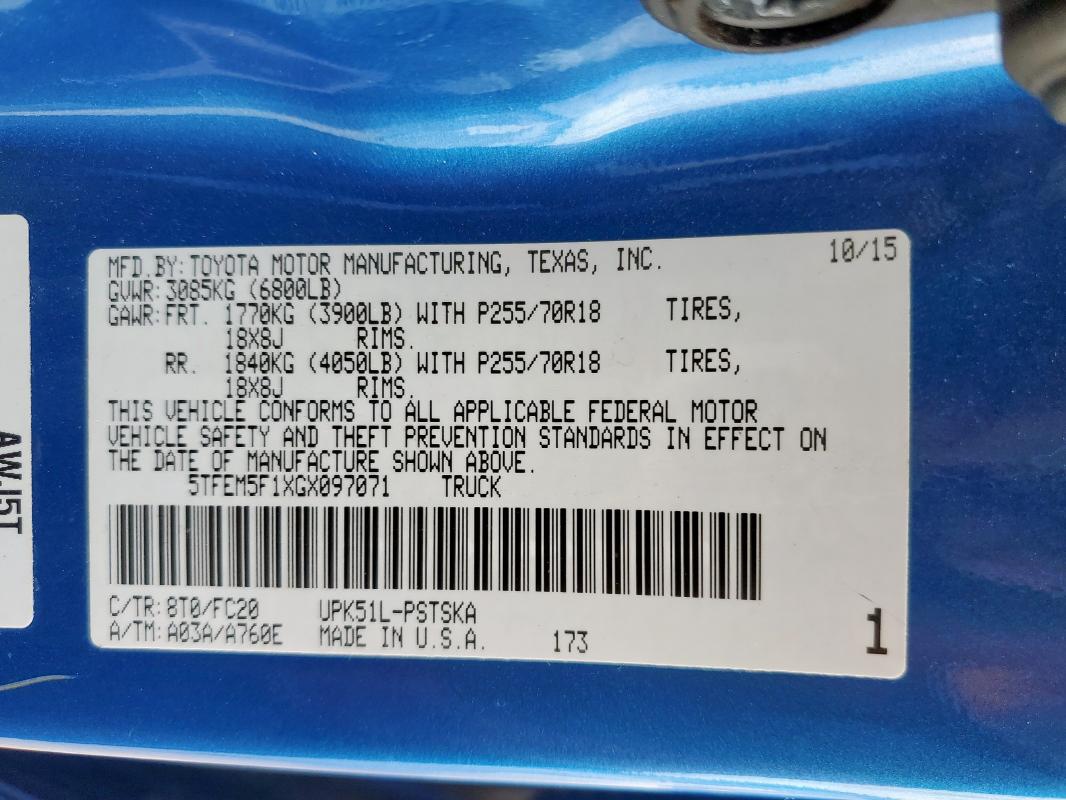 MFD.BY: TOYOTA MOTOR MANUFACTURING, TEXAS, INC. 10/15
GVWR: 3085KG (6800LB)
GAWR: FRT. 1770KG (3900LB) WITH P255/70R18 TIRES,
18X8J RIMS.
RR. 1840KG (4050LB) WITH P255/70R18 TIRES,
18X8J RIMS.
THIS VEHICLE CONFORMS TO ALL APPLICABLE FEDERAL MOTOR
VEHICLE SAFETY AND THEFT PREVENTION STANDARDS IN EFFECT ON
THE DATE OF MANUFACTURE SHOWN ABOVE.
5TFEM5F1XGX097071 TRUCK
C/TR: 8T0/FC20 UPK51L-PSTSKA
A/TM: A03A/A760E MADE IN U.S.A. 173 1
AWJ5T